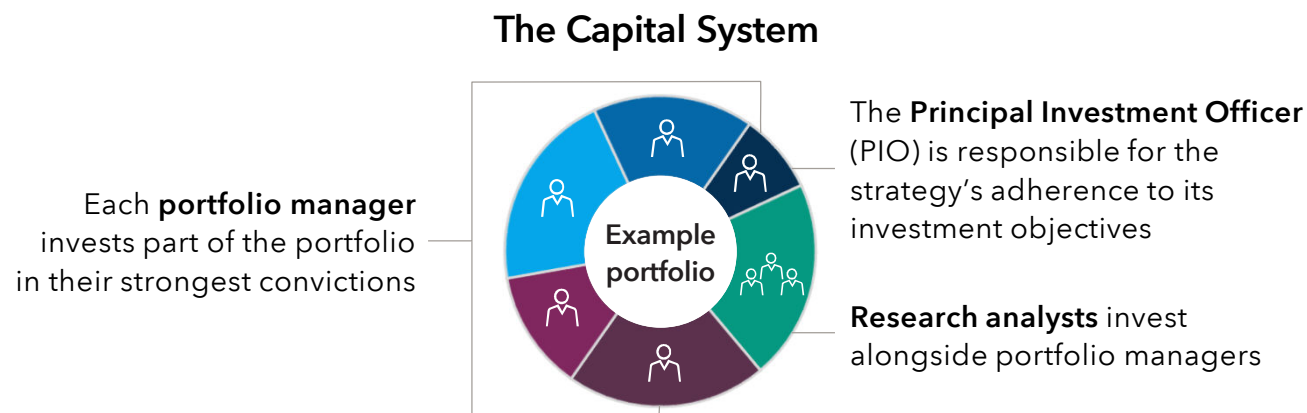 The Capital System
Each portfolio manager
invests part of the portfolio
in their strongest convictions
Example
portfolio
The Principal Investment Officer
(PIO) is responsible for the
strategy’s adherence to its
investment objectives
Research analysts invest
alongside portfolio managers